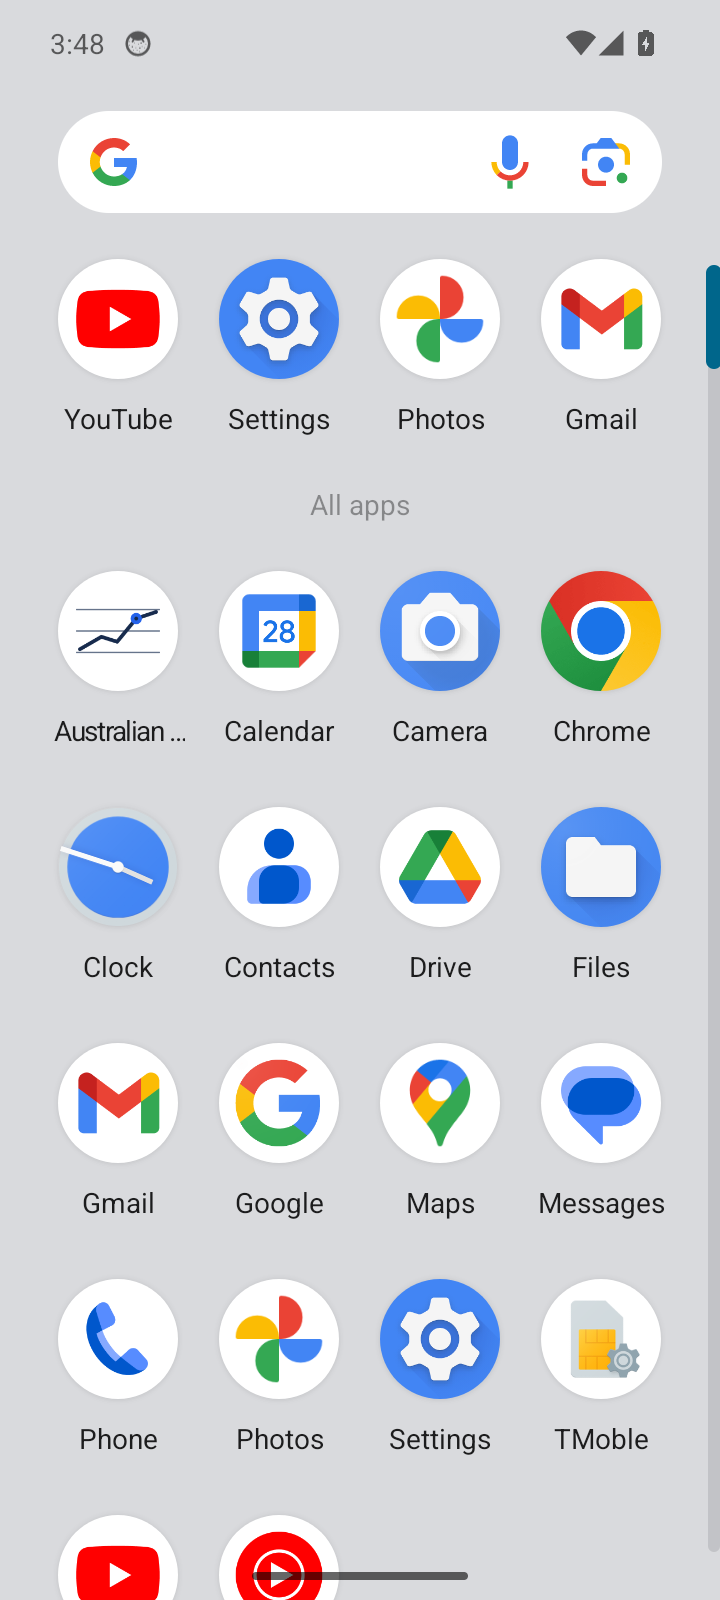 3:48
YouTube Settings Photos Gmail
All apps
28
Australian ... Calendar Camera Chrome
Clock Contacts Drive Files
Gmail Google Maps Messages
Phone Photos Settings TMoble